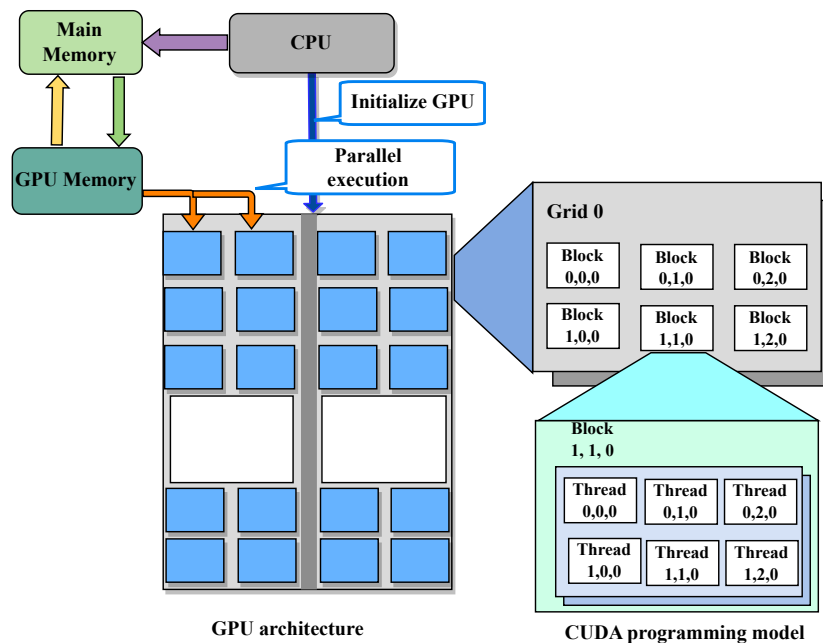 Main
Memory
CPU
Initialize GPU
Parallel
execution
GPU Memory
Grid 0
Block
0,0,0
Block
0,1,0
Block
0,2,0
Block
1,0,0
Block
1,1,0
Block
1,2,0
Block
1, 1, 0
Thread
0,0,0
Thread
0,1,0
Thread
0,2,0
Thread
1,0,0
Thread
1,1,0
Thread
1,2,0
GPU architecture
CUDA programming model